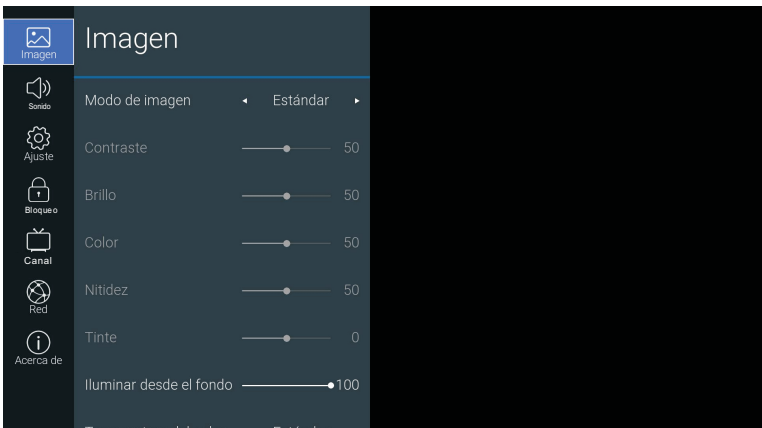 Imagen
Imagen
Sonido
Ajuste
Bloqueo
Canal
Red
Acerca de
Modo de imagen ◂ Estándar ▸
Contraste 50
Brillo 50
Color 50
Nitidez 50
Tinte 0
Iluminar desde el fondo 100